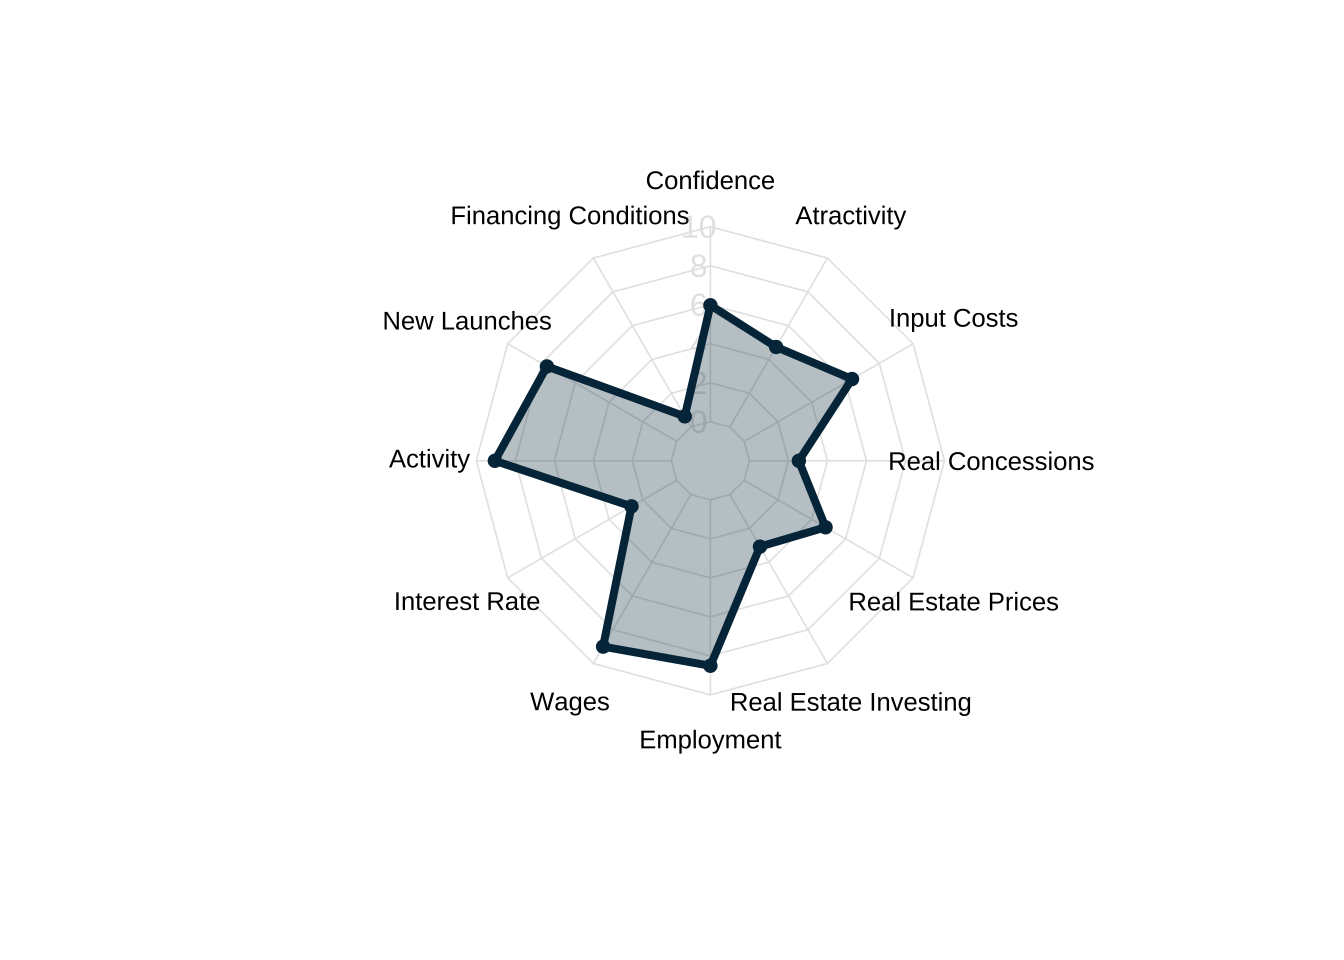 Confidence
Financing Conditions
Atractivity
10
8
6
2
0
New Launches
Input Costs
Activity
Real Concessions
Interest Rate
Real Estate Prices
Wages
Real Estate Investing
Employment